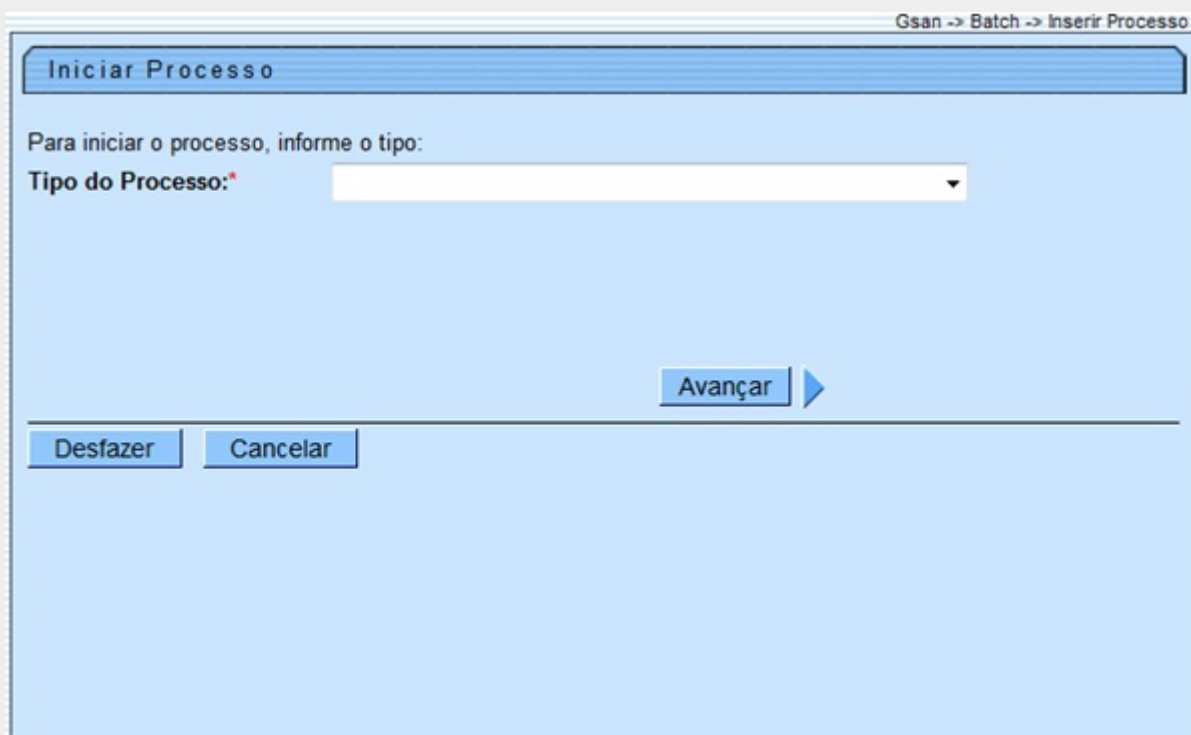 Gsan -> Batch -> Inserir Processo
Iniciar Processo
Para iniciar o processo, informe o tipo:
Tipo do Processo:*
Avançar
Desfazer Cancelar